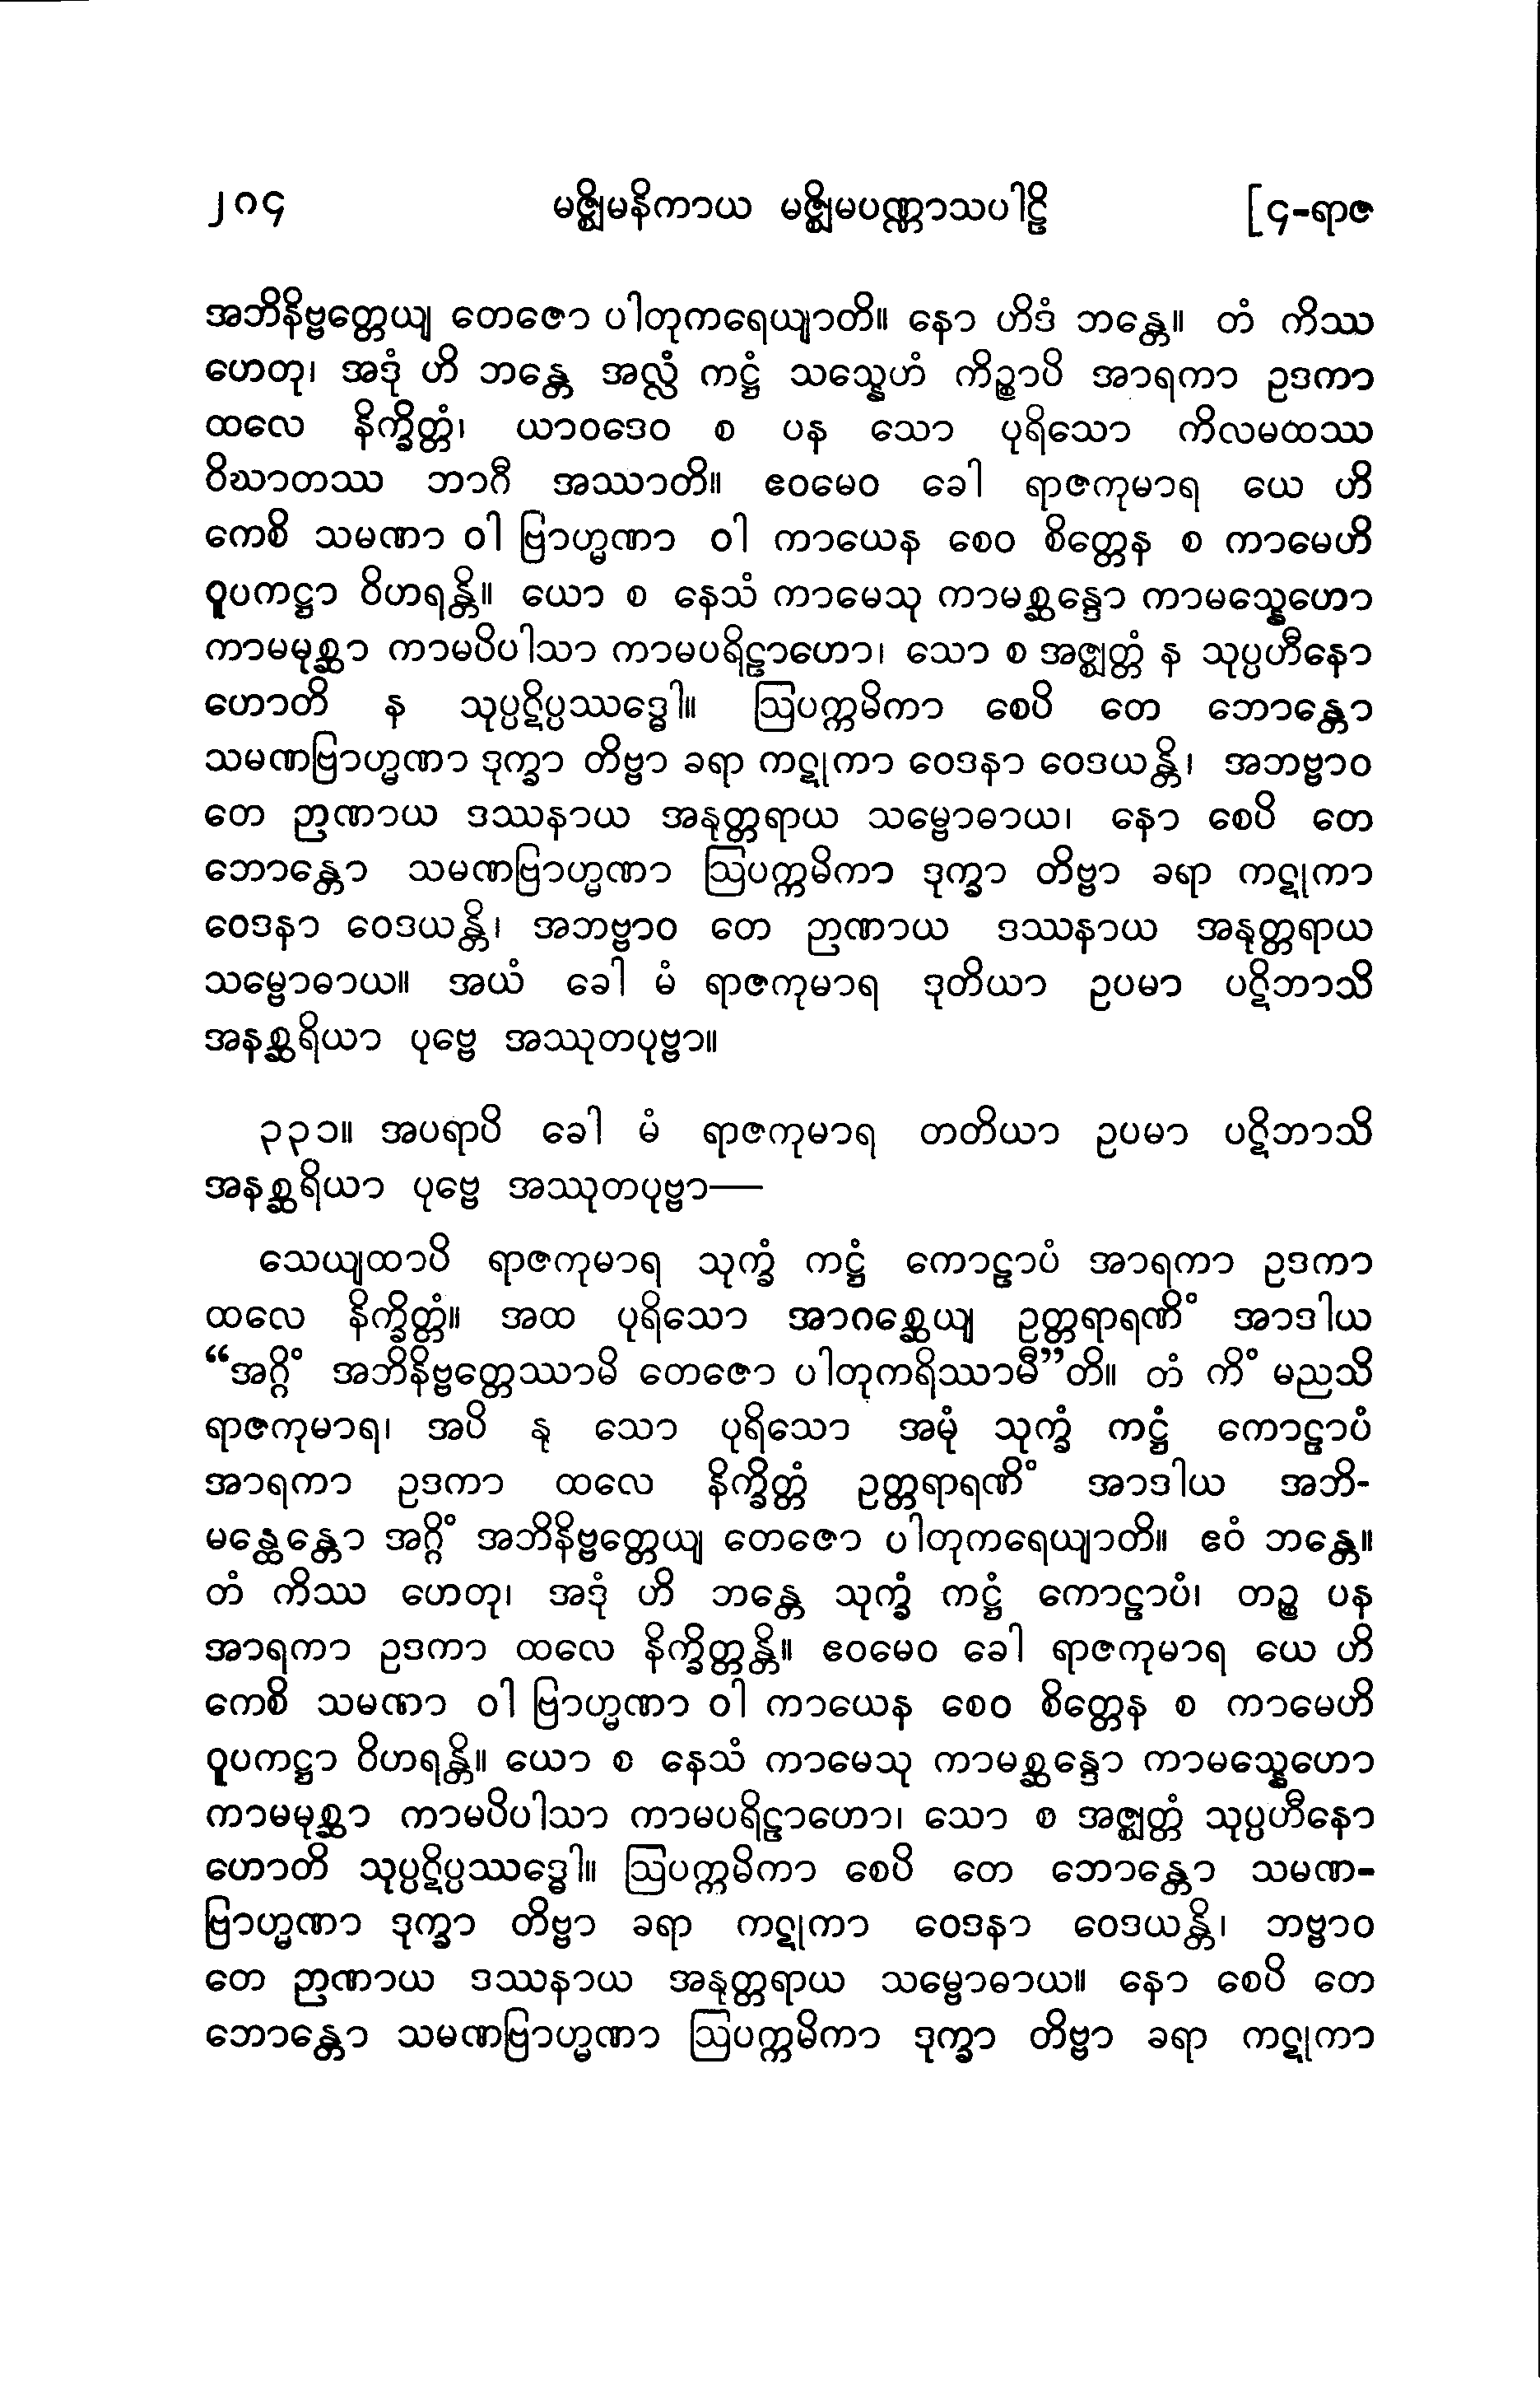 ၂၈၄ မဇ္ဈိမနိကာယ မဇ္ဈိမပဏ္ဏာသပါဠိ [၄-ရာဇ
အဘိနိဗ္ဗတ္တေယျ တေဇော ပါတုကရေယျာတိ။ နော ဟိဒံ ဘန္တေ။ တံ ကိဿ
ဟေတု၊ အဒုံ ဟိ ဘန္တေ အလ္လံ ကဋ္ဌံ သသ္နေဟံ ကိဉ္စာပိ အာရကာ ဥဒကာ
ထလေ နိက္ခိတ္တံ၊ ယာဝဒေဝ စ ပန သော ပုရိသော ကိလမထဿ
ဝိဃာတဿ ဘာဂီ အဿာတိ။ ဧဝမေဝ ခေါ ရာဇကုမာရ ယေ ဟိ
ကေစိ သမဏာ ဝါ ဗြာဟ္မဏာ ဝါ ကာယေန စေဝ စိတ္တေန စ ကာမေဟိ
ဝူပကဋ္ဌာ ဝိဟရန္တိ။ ယော စ နေသံ ကာမေသု ကာမစ္ဆန္ဒော ကာမသ္နေဟော
ကာမမုစ္ဆာ ကာမပိပါသာ ကာမပရိဠာဟော၊ သော စ အဇ္ဈတ္တံ န သုပ္ပဟီနော
ဟောတိ န သုပ္ပဋိပ္ပဿဒ္ဓေါ။ ဩပက္ကမိကာ စေပိ တေ ဘောန္တော
သမဏဗြာဟ္မဏာ ဒုက္ခာ တိဗ္ဗာ ခရာ ကဋုကာ ဝေဒနာ ဝေဒယန္တိ၊ အဘဗ္ဗာဝ
တေ ဉာဏာယ ဒဿနာယ အနုတ္တရာယ သမ္ဗောဓာယ၊ နော စေပိ တေ
ဘောန္တော သမဏဗြာဟ္မဏာ ဩပက္ကမိကာ ဒုက္ခာ တိဗ္ဗာ ခရာ ကဋုကာ
ဝေဒနာ ဝေဒယန္တိ၊ အဘဗ္ဗာဝ တေ ဉာဏာယ ဒဿနာယ အနုတ္တရာယ
သမ္ဗောဓာယ။ အယံ ခေါ မံ ရာဇကုမာရ ဒုတိယာ ဥပမာ ပဋိဘာသိ
အနစ္ဆရိယာ ပုဗ္ဗေ အဿုတပုဗ္ဗာ။
၃၃၁။ အပရာပိ ခေါ မံ ရာဇကုမာရ တတိယာ ဥပမာ ပဋိဘာသိ
အနစ္ဆရိယာ ပုဗ္ဗေ အဿုတပုဗ္ဗာ—
သေယျထာပိ ရာဇကုမာရ သုက္ခံ ကဋ္ဌံ ကောဠာပံ အာရကာ ဥဒကာ
ထလေ နိက္ခိတ္တံ။ အထ ပုရိသော အာဂစ္ဆေယျ ဥတ္တရာရဏိံ အာဒါယ
“အဂ္ဂိံ အဘိနိဗ္ဗတ္တေဿာမိ တေဇော ပါတုကရိဿာမီ”တိ။ တံ ကိံ မညသိ
ရာဇကုမာရ၊ အပိ နု သော ပုရိသော အမုံ သုက္ခံ ကဋ္ဌံ ကောဠာပံ
အာရကာ ဥဒကာ ထလေ နိက္ခိတ္တံ ဥတ္တရာရဏိံ အာဒါယ အဘိ-
မန္ထေန္တော အဂ္ဂိံ အဘိနိဗ္ဗတ္တေယျ တေဇော ပါတုကရေယျာတိ။ ဧဝံ ဘန္တေ။
တံ ကိဿ ဟေတု၊ အဒုံ ဟိ ဘန္တေ သုက္ခံ ကဋ္ဌံ ကောဠာပံ၊ တဉ္စ ပန
အာရကာ ဥဒကာ ထလေ နိက္ခိတ္တန္တိ။ ဧဝမေဝ ခေါ ရာဇကုမာရ ယေ ဟိ
ကေစိ သမဏာ ဝါ ဗြာဟ္မဏာ ဝါ ကာယေန စေဝ စိတ္တေန စ ကာမေဟိ
ဝူပကဋ္ဌာ ဝိဟရန္တိ။ ယော စ နေသံ ကာမေသု ကာမစ္ဆန္ဒော ကာမသ္နေဟော
ကာမမုစ္ဆာ ကာမပိပါသာ ကာမပရိဠာဟော၊ သော စ အဇ္ဈတ္တံ သုပ္ပဟီနော
ဟောတိ သုပ္ပဋိပ္ပဿဒ္ဓေါ။ ဩပက္ကမိကာ စေပိ တေ ဘောန္တော သမဏ-
ဗြာဟ္မဏာ ဒုက္ခာ တိဗ္ဗာ ခရာ ကဋုကာ ဝေဒနာ ဝေဒယန္တိ၊ ဘဗ္ဗာဝ
တေ ဉာဏာယ ဒဿနာယ အနုတ္တရာယ သမ္ဗောဓာယ။ နော စေပိ တေ
ဘောန္တော သမဏဗြာဟ္မဏာ ဩပက္ကမိကာ ဒုက္ခာ တိဗ္ဗာ ခရာ ကဋုကာ